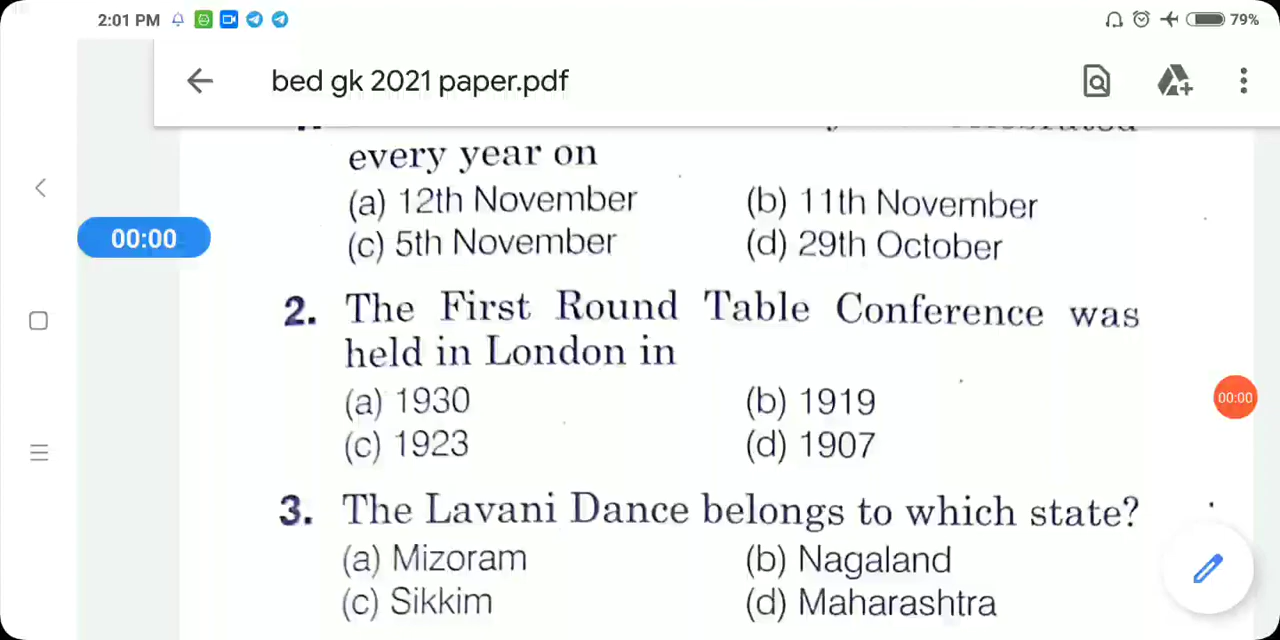 2:01 PM 79%
bed gk 2021 paper.pdf
every year on
(a) 12th November (b) 11th November
(c) 5th November (d) 29th October
00:00
2. The First Round Table Conference was
held in London in
(a) 1930 (b) 1919
00:00
(c) 1923 (d) 1907
3. The Lavani Dance belongs to which state?
(a) Mizoram (b) Nagaland
(c) Sikkim (d) Maharashtra